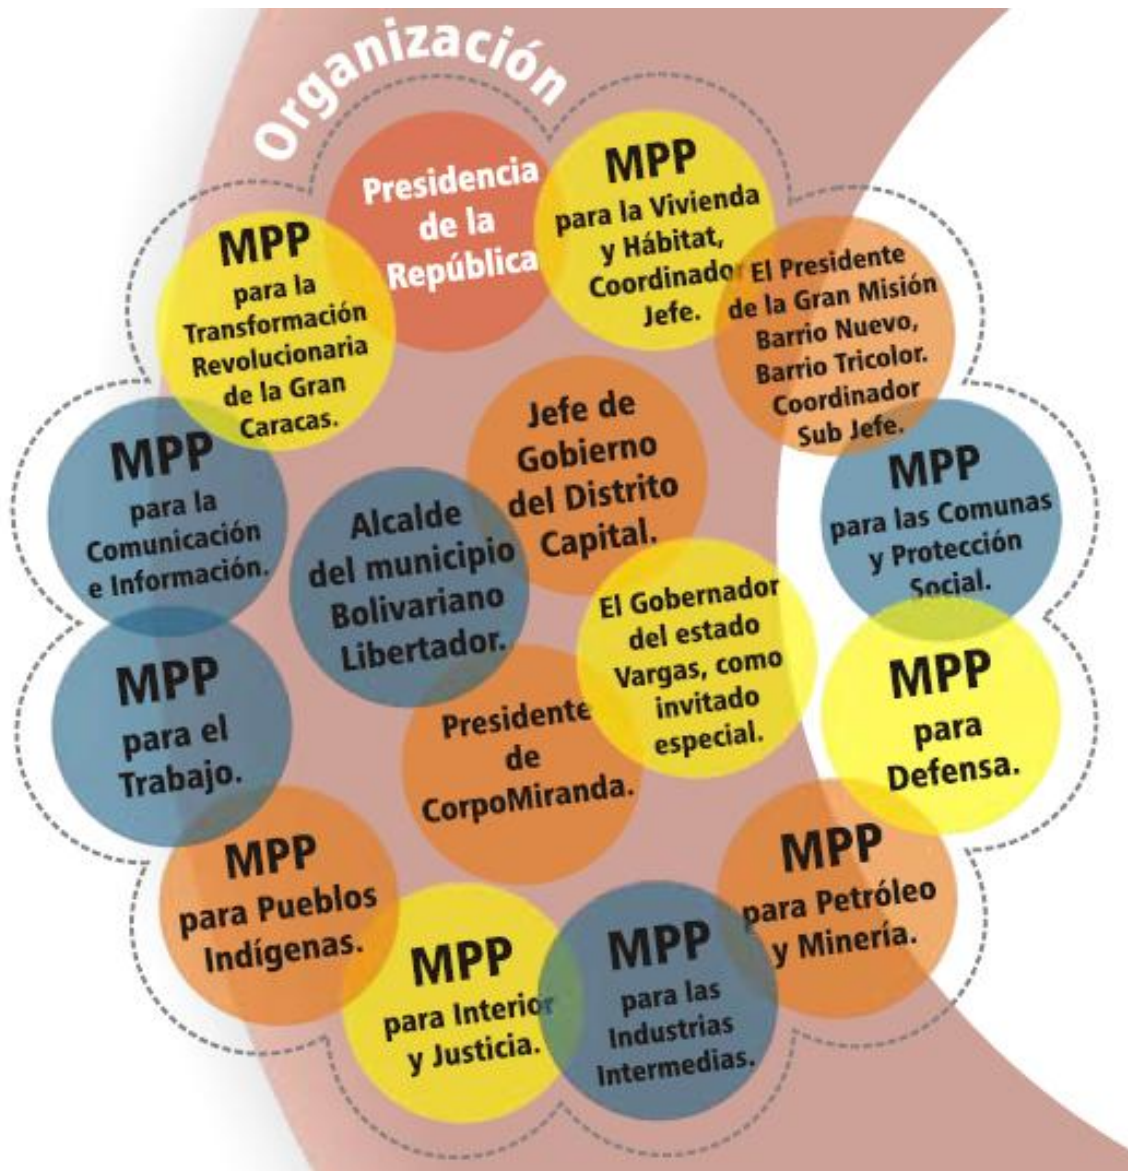 Organización
Presidencia
de la
República
MPP
para la Vivienda
y Hábitat,
Coordinador
Jefe.
El Presidente
de la Gran Misión
Barrio Nuevo,
Barrio Tricolor.
Coordinador
Sub Jefe.
MPP
para la
Transformación
Revolucionaria
de la Gran
Caracas.
MPP
para la
Comunicación
e Información.
Jefe de
Gobierno
del Distrito
Capital.
Alcalde
del municipio
Bolivariano
Libertador.
MPP
para las Comunas
y Protección
Social.
El Gobernador
del estado
Vargas, como
invitado
especial.
MPP
para el
Trabajo.
Presidente
de
CorpoMiranda.
MPP
para
Defensa.
MPP
para Pueblos
Indígenas.
MPP
para Petróleo
y Minería.
MPP
para Interior
y Justicia.
MPP
para las
Industrias
Intermedias.